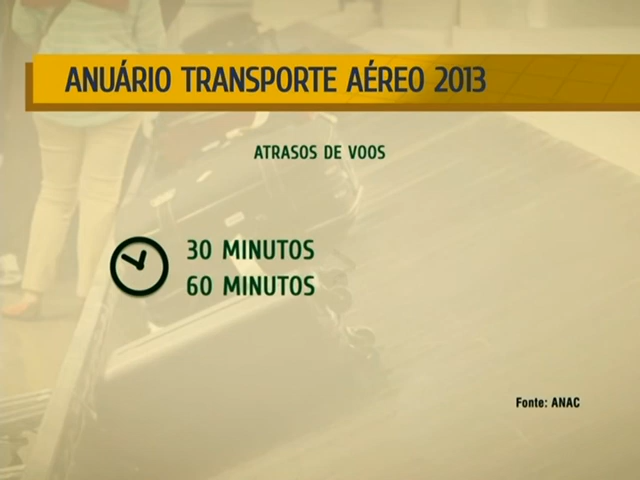 ANUÁRIO TRANSPORTE AÉREO 2013
ATRASOS DE VOOS
30 MINUTOS
60 MINUTOS
Fonte: ANAC